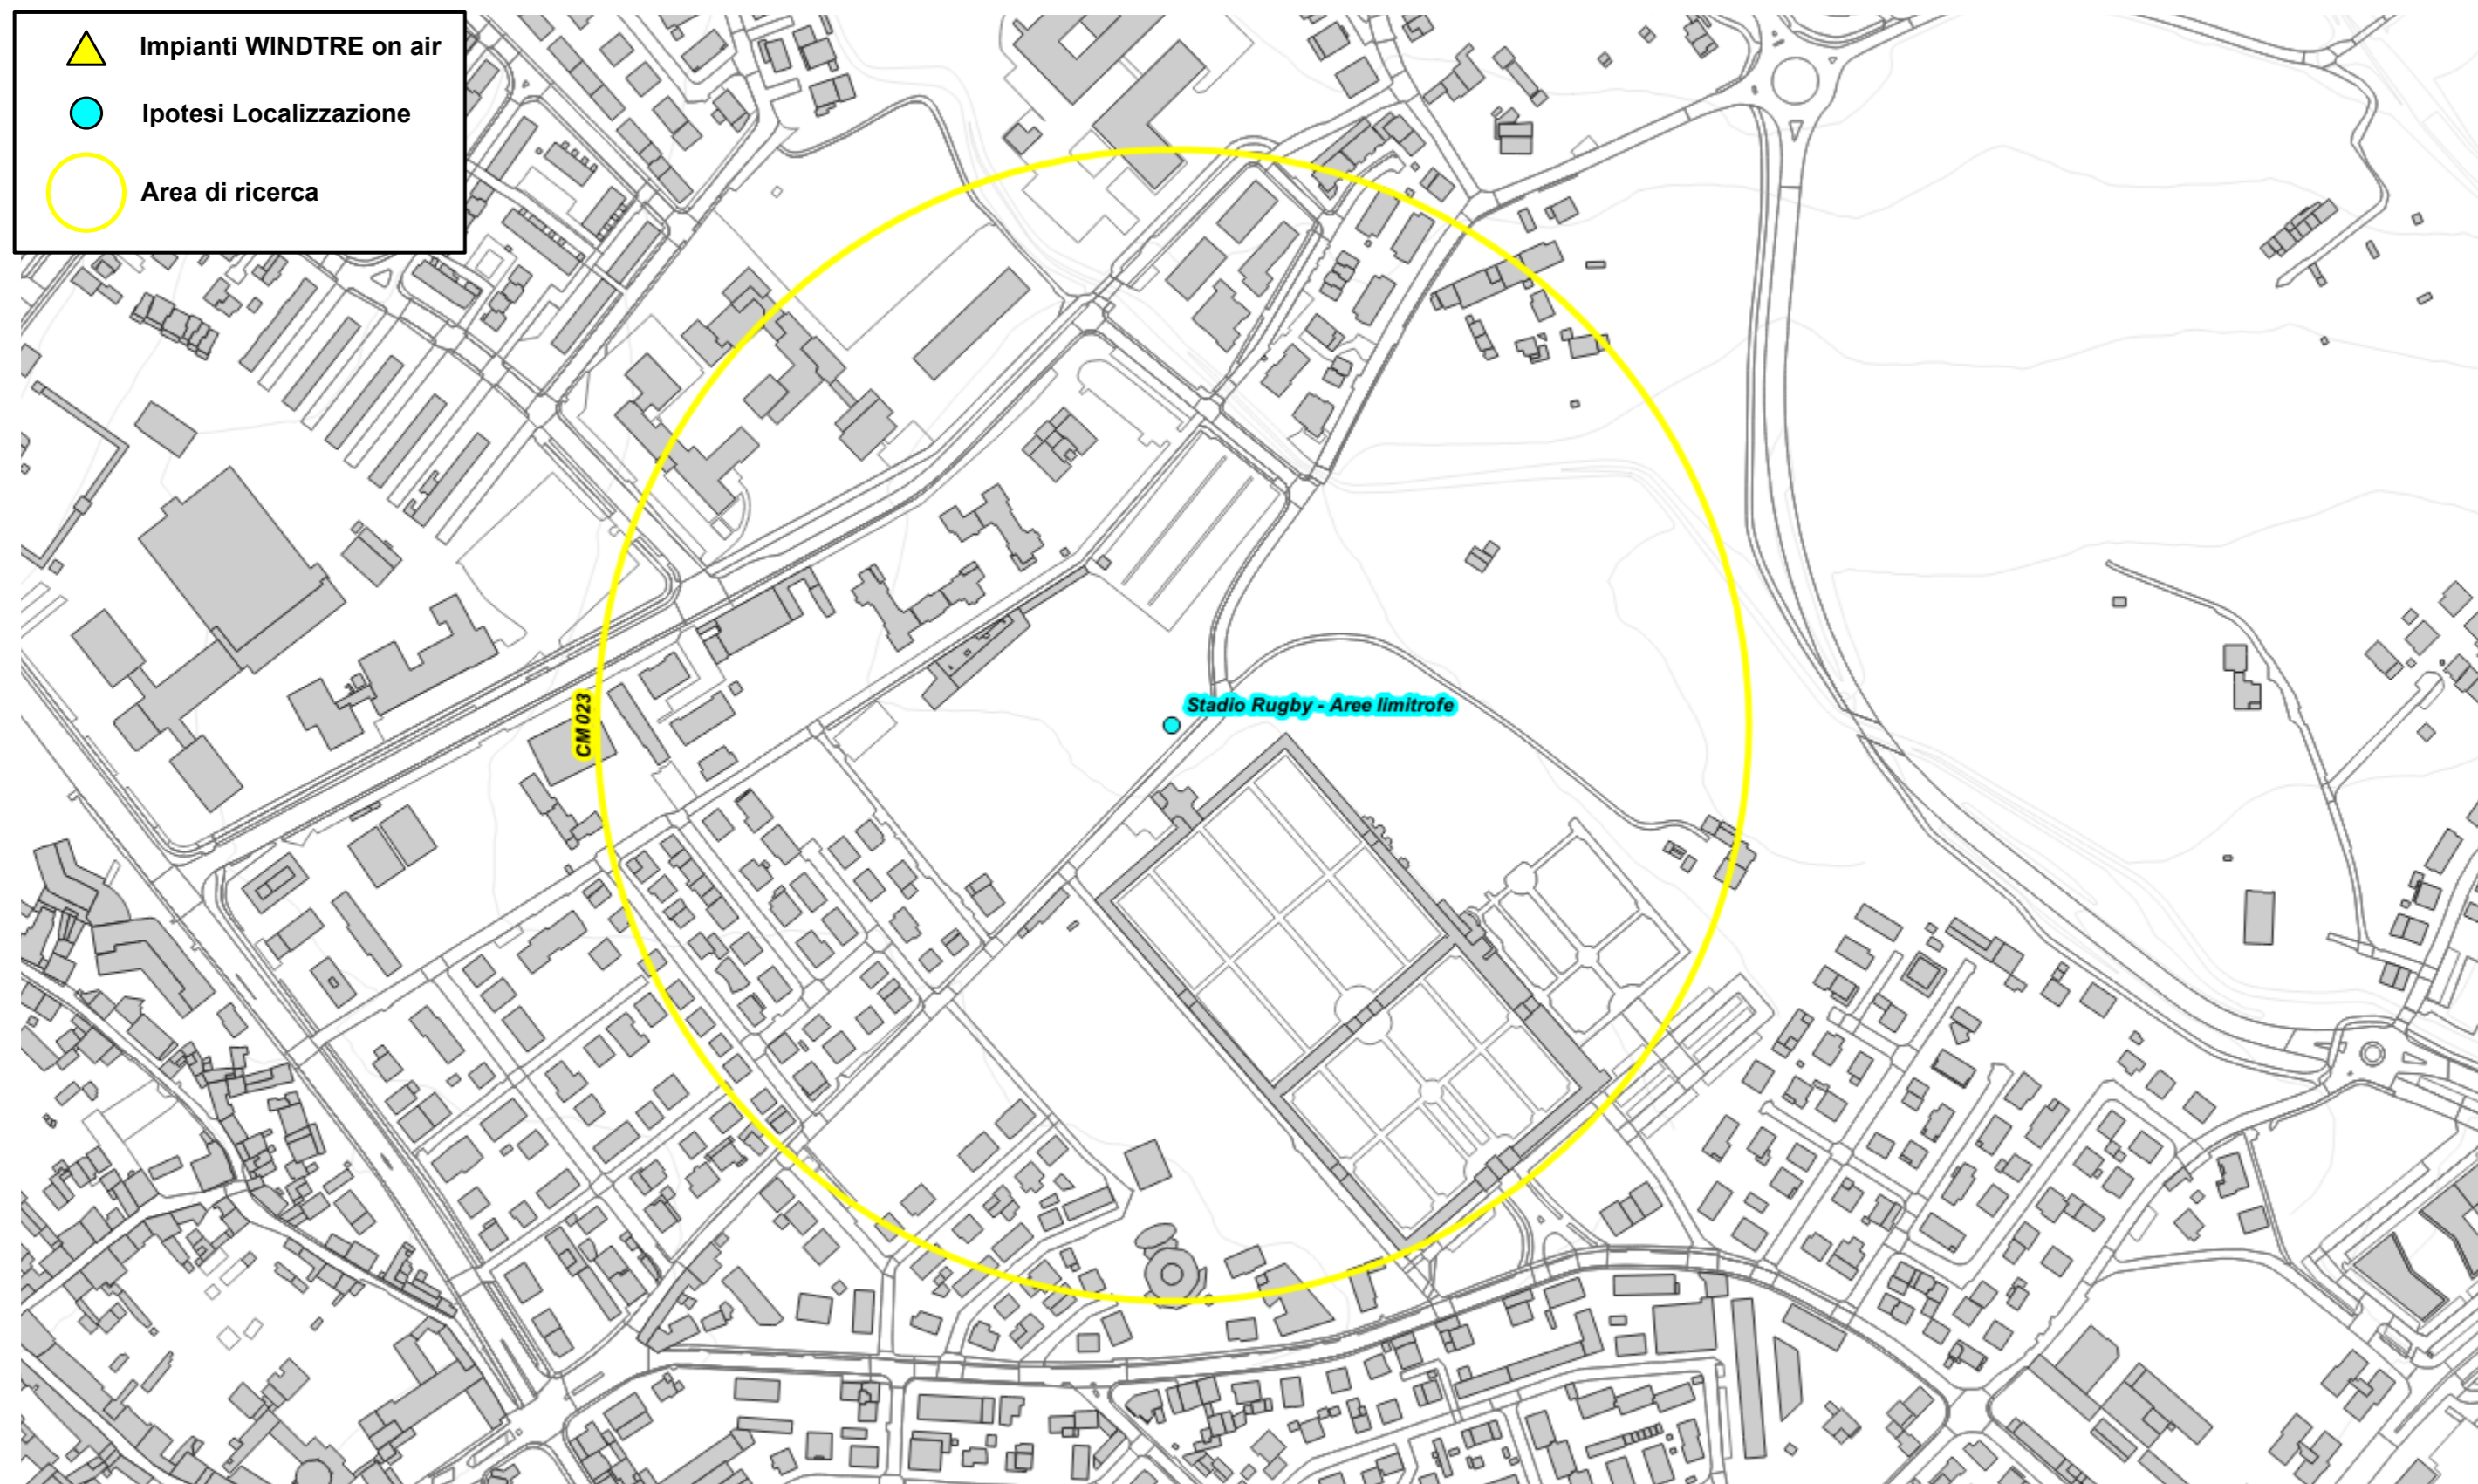 Impianti WINDTRE on air
Ipotesi Localizzazione
Area di ricerca
CM 023
Stadio Rugby - Aree limitrofe